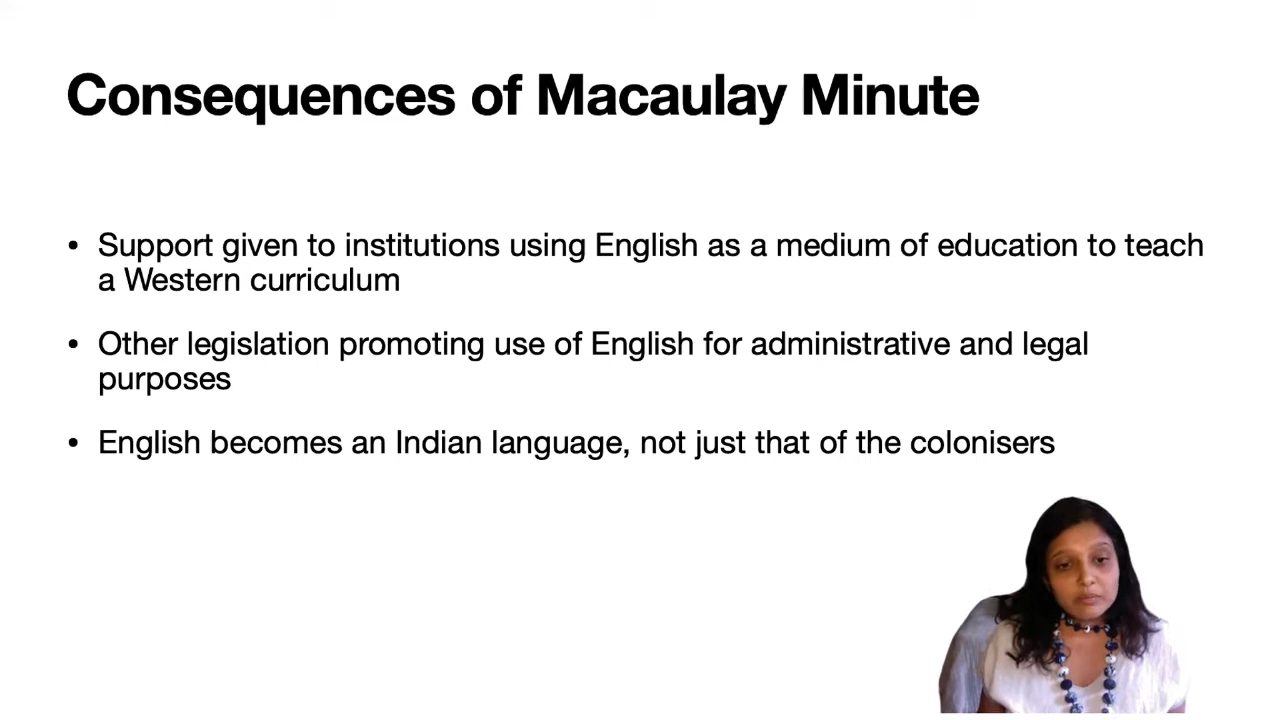 Consequences of Macaulay Minute
• Support given to institutions using English as a medium of education to teach
a Western curriculum
• Other legislation promoting use of English for administrative and legal
purposes
• English becomes an Indian language, not just that of the colonisers